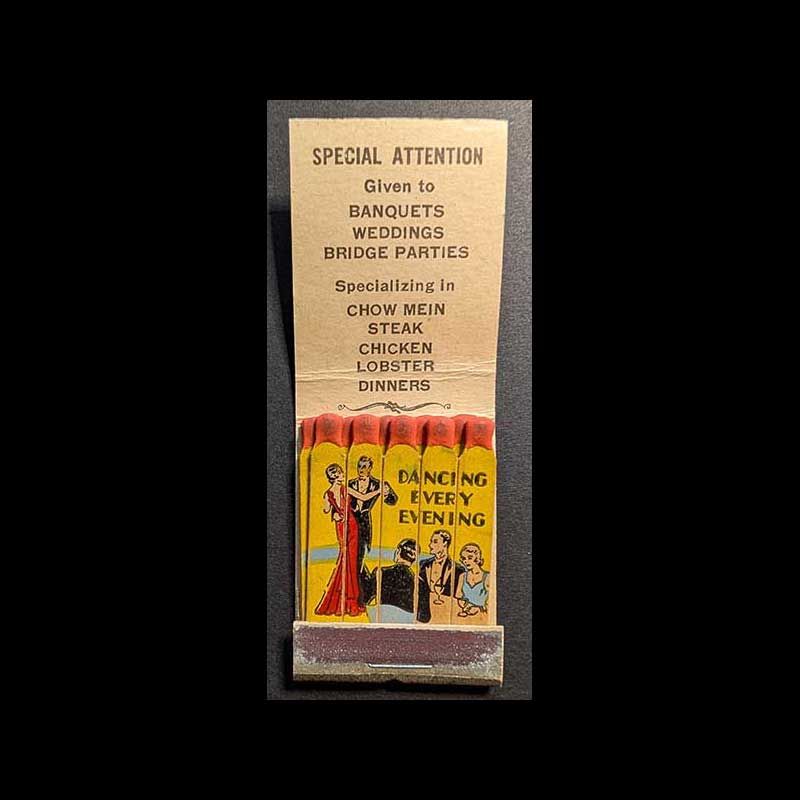 SPECIAL ATTENTION
Given to
BANQUETS
WEDDINGS
BRIDGE PARTIES
Specializing in
CHOW MEIN
STEAK
CHICKEN
LOBSTER
DINNERS
DANCING
EVERY
EVENING